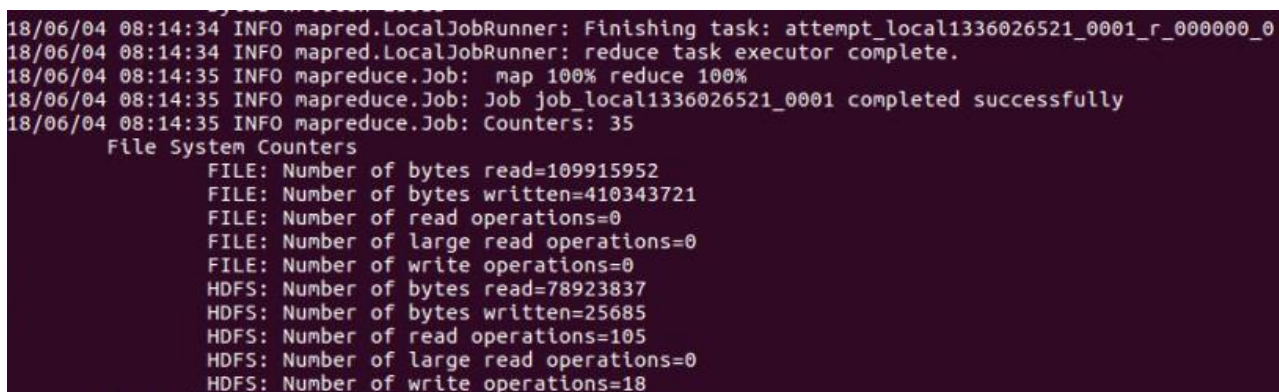 18/06/04 08:14:34 INFO mapred.LocalJobRunner: Finishing task: attempt_local1336026521_0001_r_000000_0
18/06/04 08:14:34 INFO mapred.LocalJobRunner: reduce task executor complete.
18/06/04 08:14:35 INFO mapreduce.Job:  map 100% reduce 100%
18/06/04 08:14:35 INFO mapreduce.Job: Job job_local1336026521_0001 completed successfully
18/06/04 08:14:35 INFO mapreduce.Job: Counters: 35
File System Counters
FILE: Number of bytes read=109915952
FILE: Number of bytes written=410343721
FILE: Number of read operations=0
FILE: Number of large read operations=0
FILE: Number of write operations=0
HDFS: Number of bytes read=78923837
HDFS: Number of bytes written=25685
HDFS: Number of read operations=105
HDFS: Number of large read operations=0
HDFS: Number of write operations=18